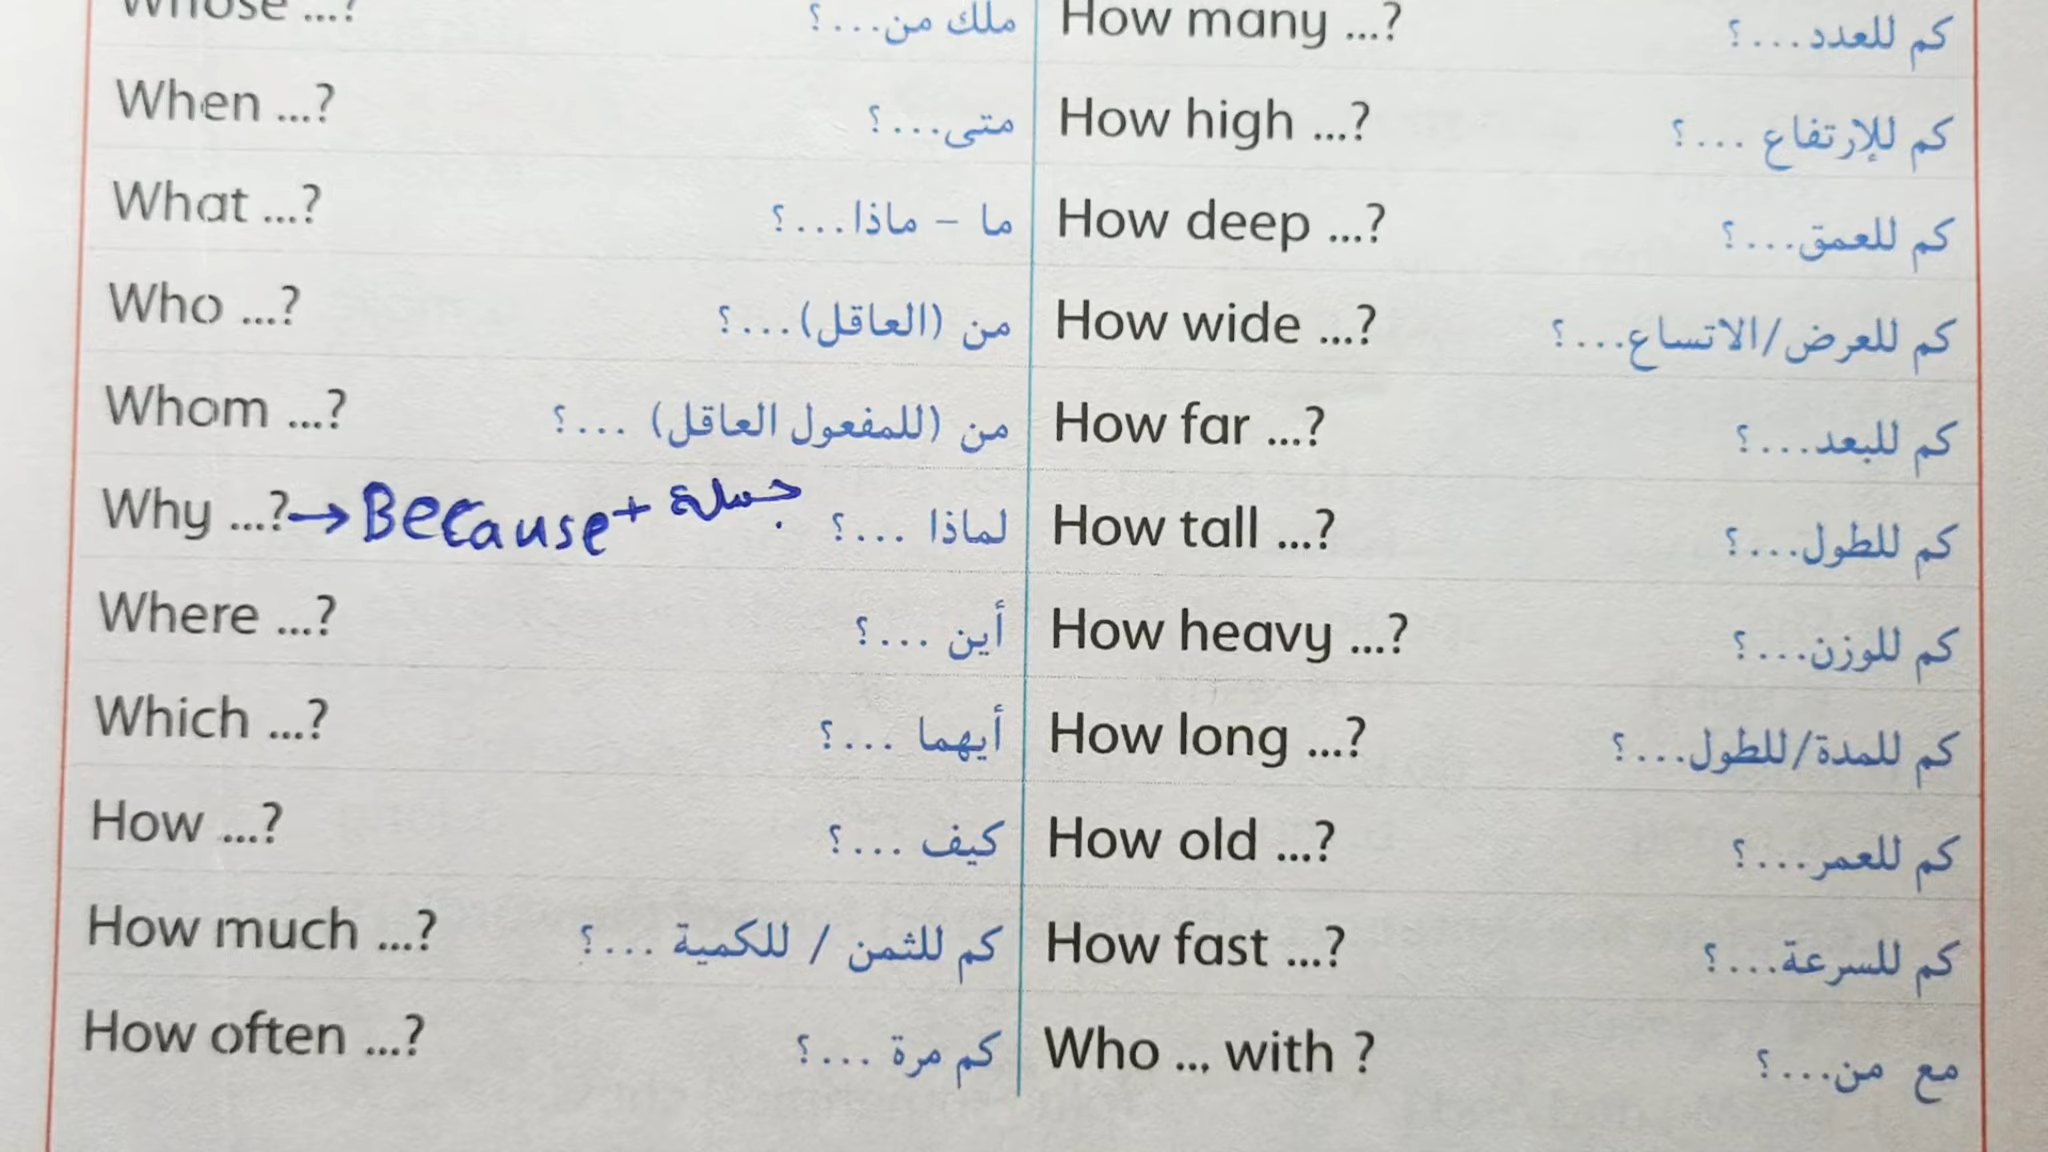 Whose ...? ملك من...؟
When ...? متى...؟
What ...? ما – ماذا...؟
Who ...? من (العاقل)...؟
Whom ...? من (للمفعول العاقل) ...؟
Why ...? → Because + جملة لماذا ...؟
Where ...? أين ...؟
Which ...? أيهما ...؟
How ...? كيف ...؟
How much ...? كم للثمن / للكمية ...؟
How often ...? كم مرة ...؟
How many ...? كم للعدد...؟
How high ...? كم للإرتفاع ...؟
How deep ...? كم للعمق...؟
How wide ...? كم للعرض/الاتساع...؟
How far ...? كم للبعد...؟
How tall ...? كم للطول...؟
How heavy ...? كم للوزن...؟
How long ...? كم للمدة/للطول...؟
How old ...? كم للعمر...؟
How fast ...? كم للسرعة...؟
Who ... with ? مع من...؟